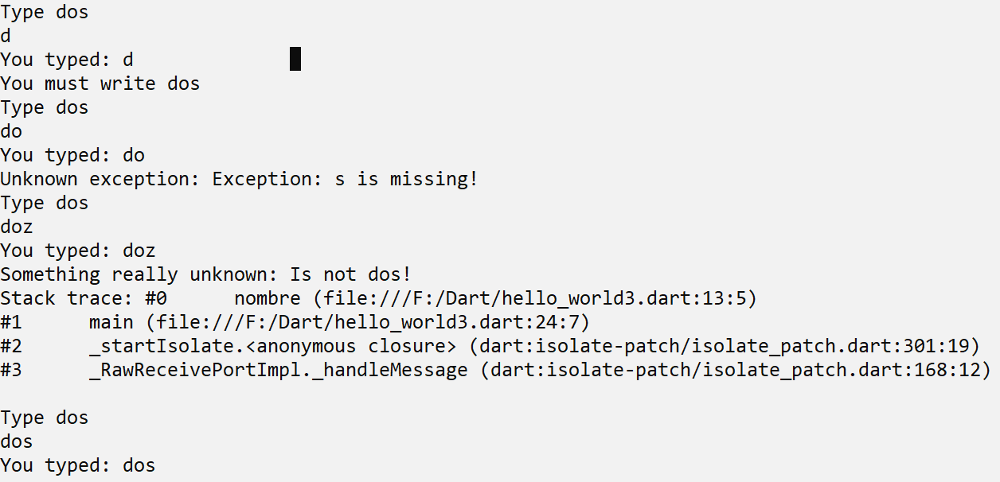 Type dos
d
You typed: d
You must write dos
Type dos
do
You typed: do
Unknown exception: Exception: s is missing!
Type dos
doz
You typed: doz
Something really unknown: Is not dos!
Stack trace: #0      nombre (file:///F:/Dart/hello_world3.dart:13:5)
#1      main (file:///F:/Dart/hello_world3.dart:24:7)
#2      _startIsolate.<anonymous closure> (dart:isolate-patch/isolate_patch.dart:301:19)
#3      _RawReceivePortImpl._handleMessage (dart:isolate-patch/isolate_patch.dart:168:12)
Type dos
dos
You typed: dos